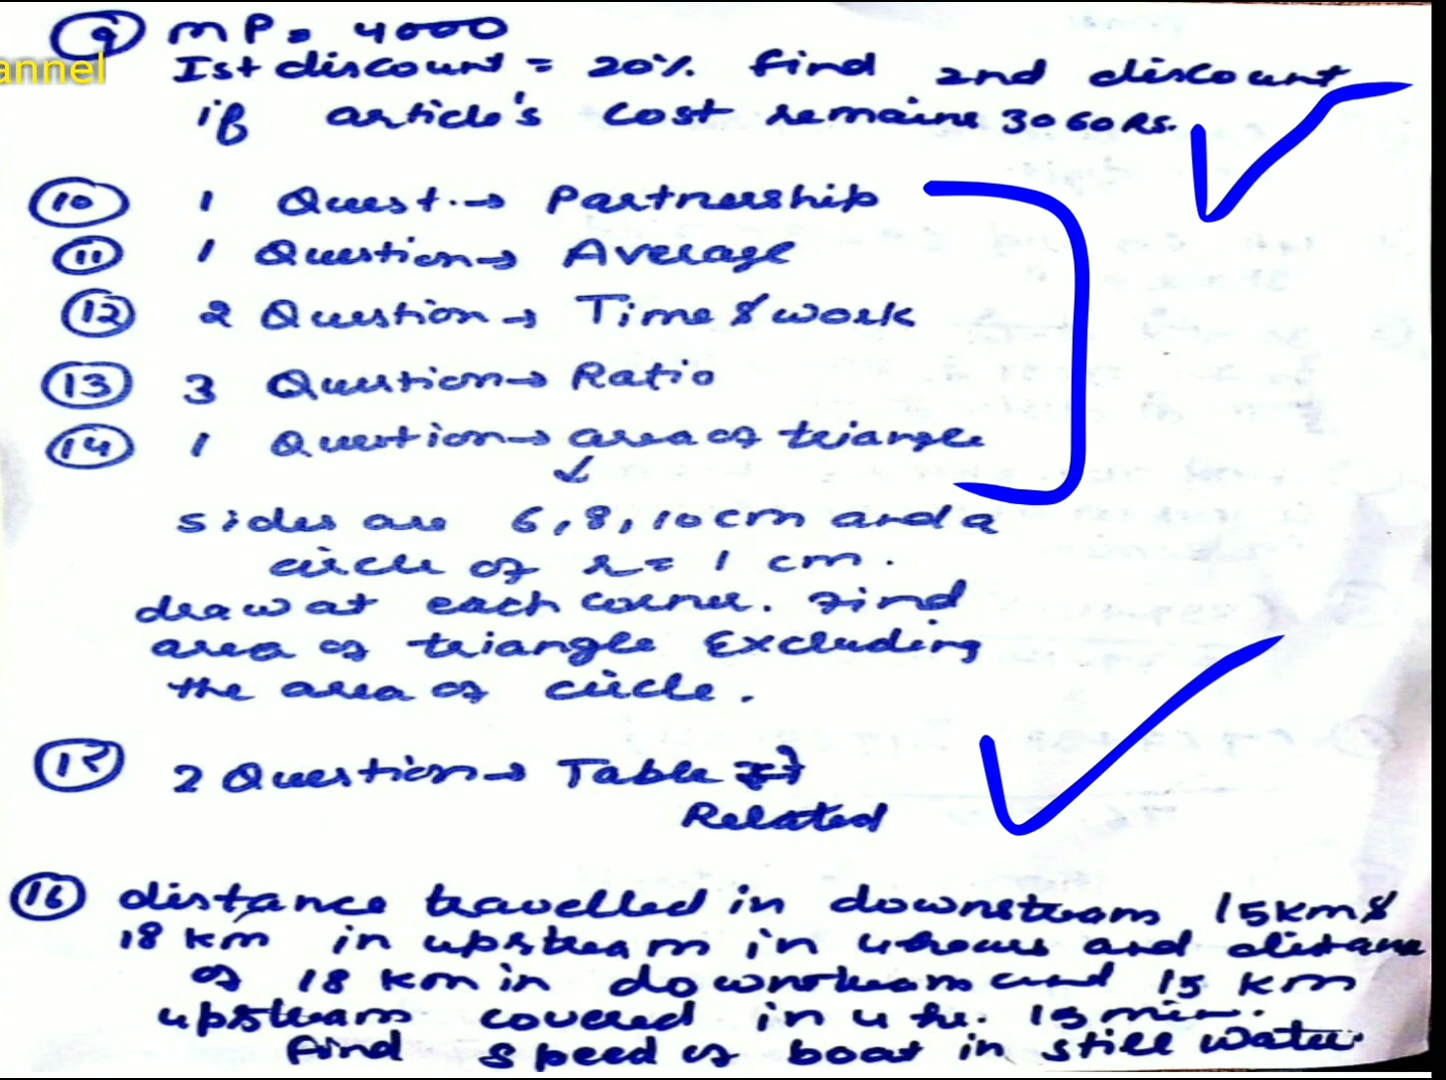 annel
9 MP = 4000
Ist discount = 20% find 2nd discount
if article's cost remains 3060 Rs.
10 1 Quest. → Partnership
11 1 Question → Average
12 2 Question → Time & work
13 3 Question → Ratio
14 1 Question → area of triangle
↓
sides are 6, 8, 10 cm and a
circle of r = 1 cm.
draw at each corner. Find
area of triangle Excluding
the area of circle.
15 2 Question → Table
Related
16 distance travelled in downstream 15 km &
18 km in upstream in 4 hours and distance
of 18 km in downstream and 15 km
upstream covered in 4 hr. 15 min.
find speed of boat in still water